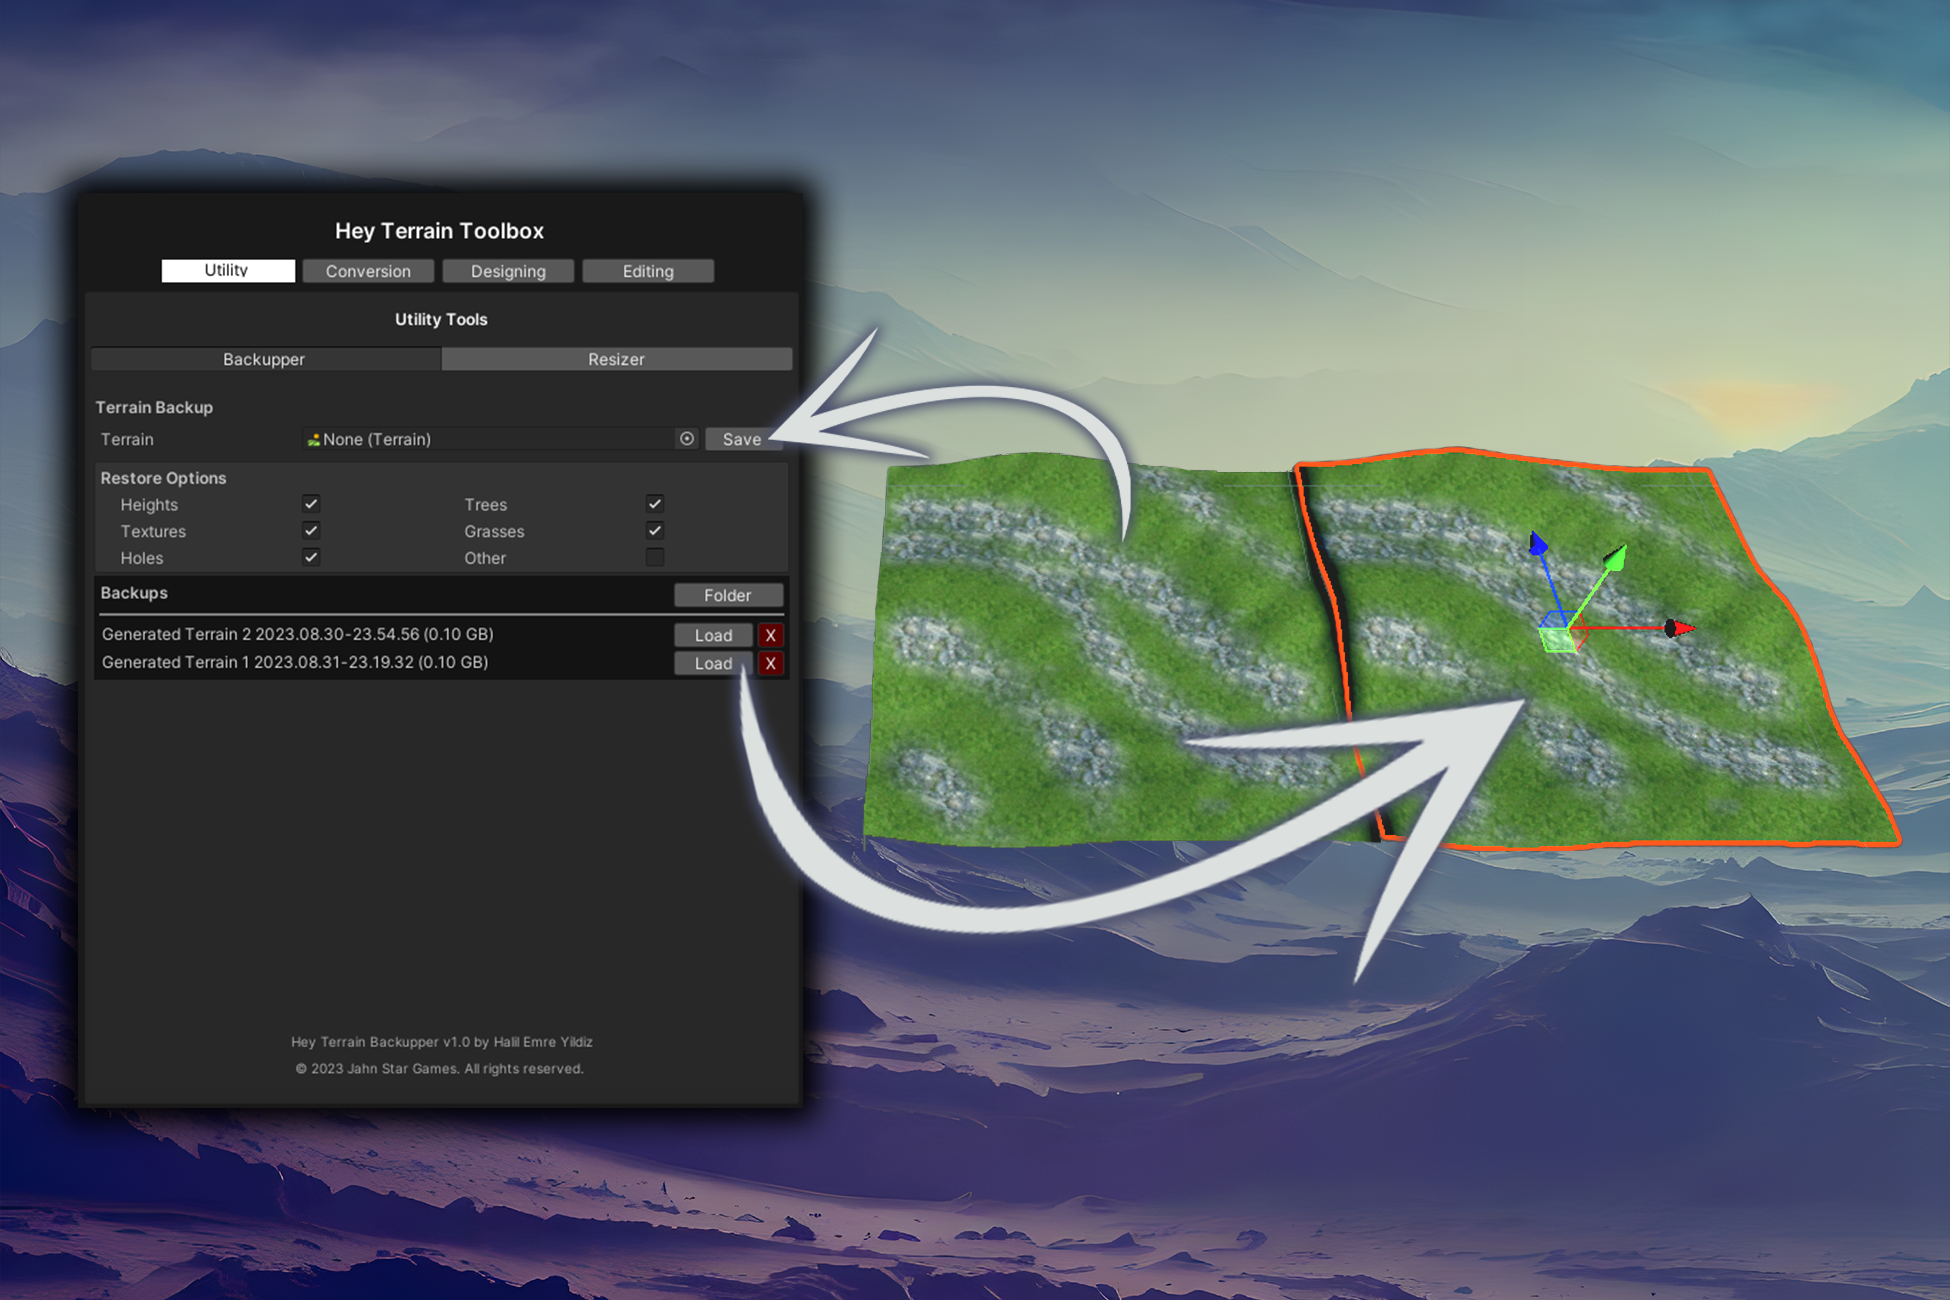 Hey Terrain Toolbox
Utility Conversion Designing Editing
Utility Tools
Backupper Resizer
Terrain Backup
Terrain None (Terrain) Save
Restore Options
Heights Trees
Textures Grasses
Holes Other
Backups Folder
Generated Terrain 2 2023.08.30-23.54.56 (0.10 GB) Load X
Generated Terrain 1 2023.08.31-23.19.32 (0.10 GB) Load X
Hey Terrain Backupper v1.0 by Halil Emre Yildiz
© 2023 Jahn Star Games. All rights reserved.